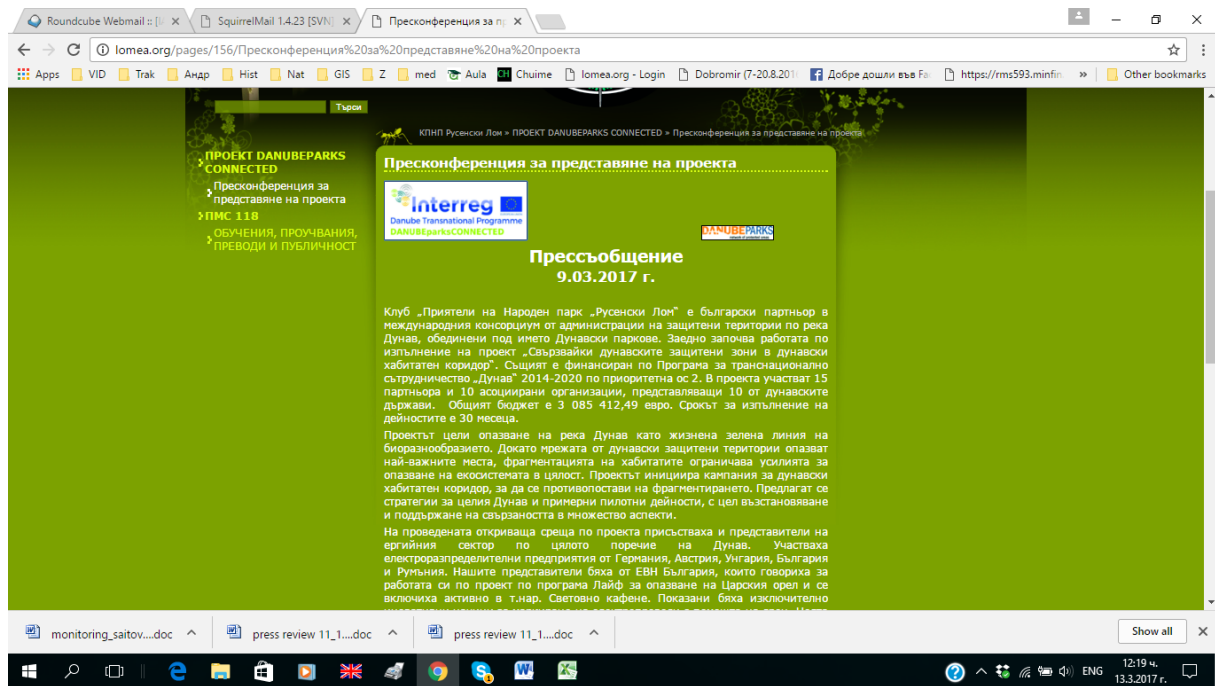 Roundcube Webmail :: [
SquirrelMail 1.4.23 [SVN]
Пресконференция за пр
lomea.org/pages/156/Пресконференция%20за%20представяне%20на%20проекта
Apps VID Trak Андр Hist Nat GIS Z med Aula CH Chuime lomea.org - Login Dobromir (7-20.8.201 Добре дошли във Fa https://rms593.minfin. » Other bookmarks
Търси
КПНП Русенски Лом » ПРОЕКТ DANUBEPARKS CONNECTED » Пресконференция за представяне на проекта
ПРОЕКТ DANUBEPARKS
CONNECTED
Пресконференция за
представяне на проекта
ПМС 118
ОБУЧЕНИЯ, ПРОУЧВАНИЯ,
ПРЕВОДИ И ПУБЛИЧНОСТ
Пресконференция за представяне на проекта
Interreg
Danube Transnational Programme
DANUBEparksCONNECTED
DANUBEPARKS
Прессъобщение
9.03.2017 г.
Клуб „Приятели на Народен парк „Русенски Лом“ е български партньор в
международния консорциум от администрации на защитени територии по река
Дунав, обединени под името Дунавски паркове. Заедно започва работата по
изпълнение на проект „Свързвайки дунавските защитени зони в дунавски
хабитатен коридор“. Същият е финансиран по Програма за транснационално
сътрудничество „Дунав“ 2014-2020 по приоритетна ос 2. В проекта участват 15
партньора и 10 асоциирани организации, представляващи 10 от дунавските
държави. Общият бюджет е 3 085 412,49 евро. Срокът за изпълнение на
дейностите е 30 месеца.
Проектът цели опазване на река Дунав като жизнена зелена линия на
биоразнообразието. Докато мрежата от дунавски защитени територии опазват
най-важните места, фрагментацията на хабитатите ограничава усилията за
опазване на екосистемата в цялост. Проектът инициира кампания за дунавски
хабитатен коридор, за да се противопостави на фрагментирането. Предлагат се
стратегии за целия Дунав и примерни пилотни дейности, с цел възстановяване
и поддържане на свързаността в множество аспекти.
На проведената откриваща среща по проекта присъстваха и представители на
ергийния сектор по цялото поречие на Дунав. Участваха
електроразпределителни предприятия от Германия, Австрия, Унгария, България
и Румъния. Нашите представители бяха от ЕВН България, които говориха за
работата си по проект по програма Лайф за опазване на Царския орел и се
включиха активно в т.нар. Световно кафене. Показани бяха изключително
monitoring_saitov....doc
press review 11_1....doc
press review 11_1....doc
Show all
ENG
12:19 ч.
13.3.2017 г.